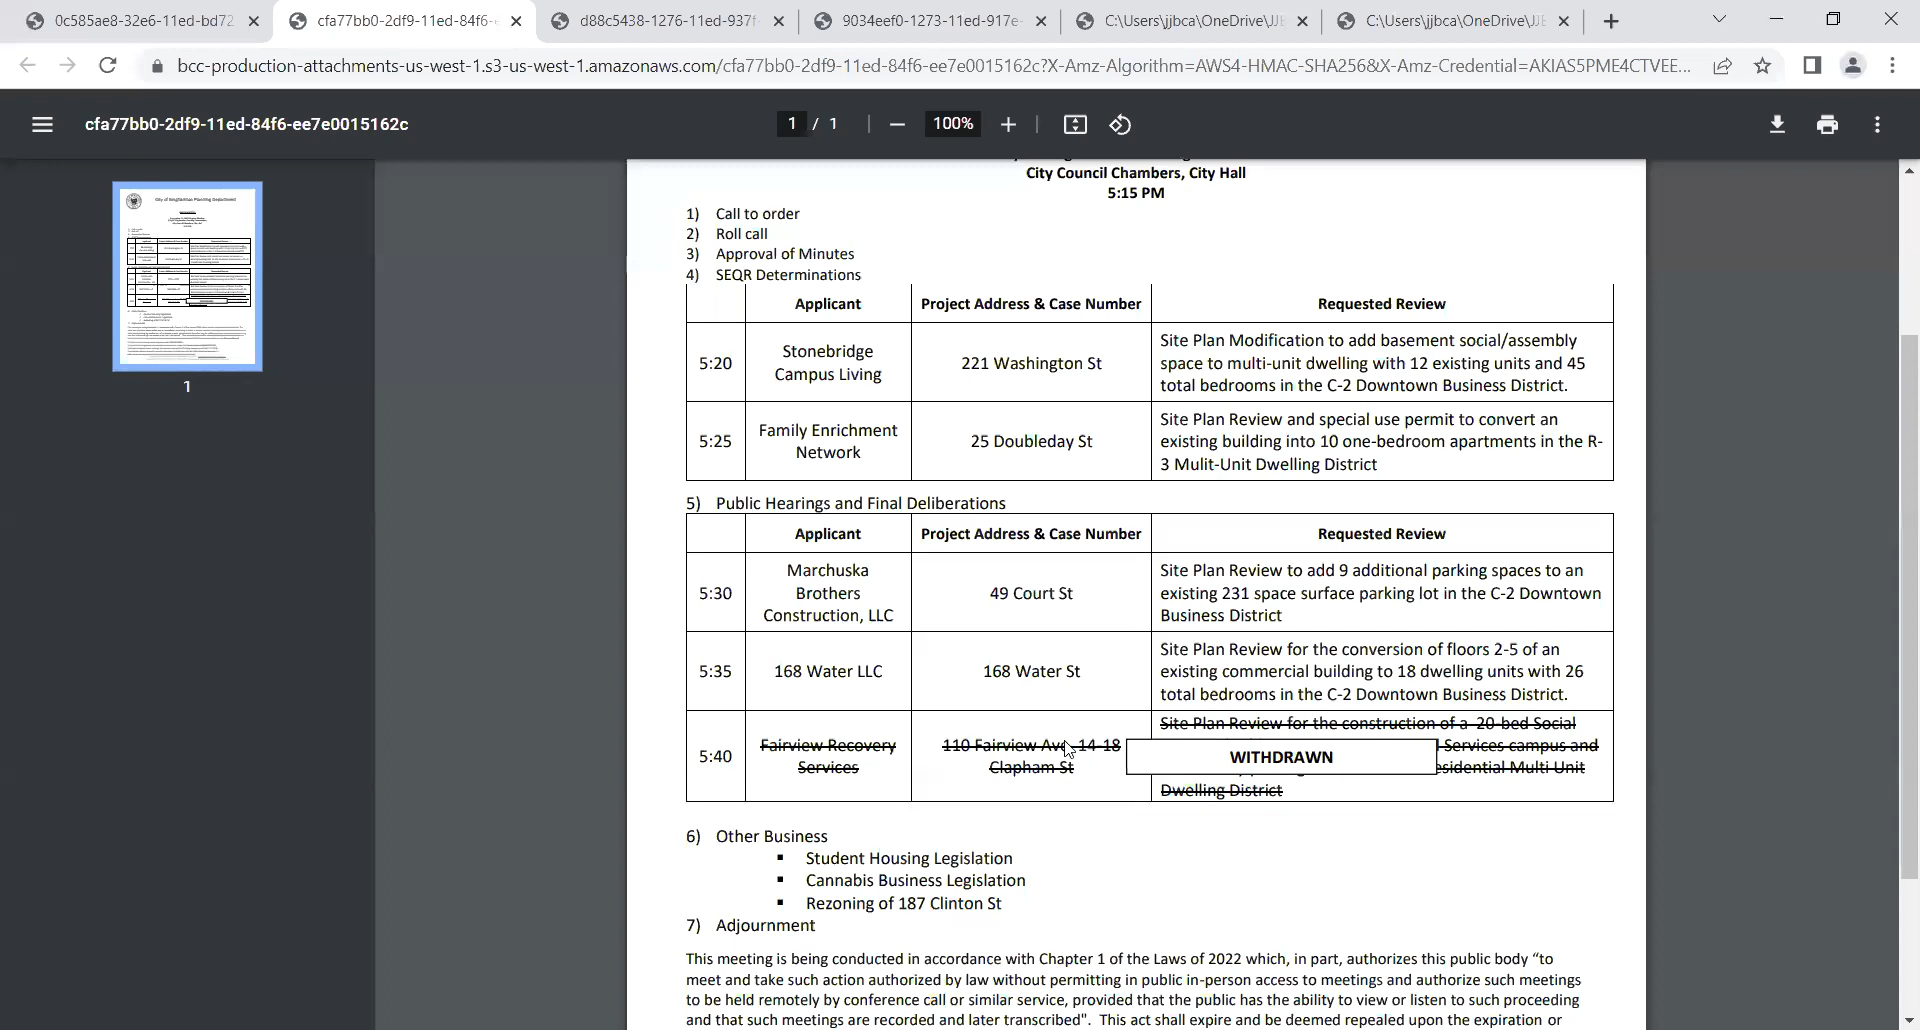 0c585ae8-32e6-11ed-bd72
cfa77bb0-2df9-11ed-84f6-
d88c5438-1276-11ed-937f
9034eef0-1273-11ed-917e
C:\Users\jjbca\OneDrive\JJE
C:\Users\jjbca\OneDrive\JJE
bcc-production-attachments-us-west-1.s3-us-west-1.amazonaws.com/cfa77bb0-2df9-11ed-84f6-ee7e0015162c?X-Amz-Algorithm=AWS4-HMAC-SHA256&X-Amz-Credential=AKIAS5PME4CTVEE...
cfa77bb0-2df9-11ed-84f6-ee7e0015162c
1 / 1
100%
City of Binghamton Planning Department
1
City Council Chambers, City Hall
5:15 PM
1) Call to order
2) Roll call
3) Approval of Minutes
4) SEQR Determinations
Applicant
Project Address & Case Number
Requested Review
5:20
Stonebridge
Campus Living
221 Washington St
Site Plan Modification to add basement social/assembly
space to multi-unit dwelling with 12 existing units and 45
total bedrooms in the C-2 Downtown Business District.
5:25
Family Enrichment
Network
25 Doubleday St
Site Plan Review and special use permit to convert an
existing building into 10 one-bedroom apartments in the R-
3 Mulit-Unit Dwelling District
5) Public Hearings and Final Deliberations
Applicant
Project Address & Case Number
Requested Review
5:30
Marchuska
Brothers
Construction, LLC
49 Court St
Site Plan Review to add 9 additional parking spaces to an
existing 231 space surface parking lot in the C-2 Downtown
Business District
5:35
168 Water LLC
168 Water St
Site Plan Review for the conversion of floors 2-5 of an
existing commercial building to 18 dwelling units with 26
total bedrooms in the C-2 Downtown Business District.
5:40
Fairview Recovery
Services
110 Fairview Ave, 14-18
Clapham St
Site Plan Review for the construction of a 20-bed Social
Services campus and
WITHDRAWN
Multi Unit
Dwelling District
6) Other Business
▪ Student Housing Legislation
▪ Cannabis Business Legislation
▪ Rezoning of 187 Clinton St
7) Adjournment
This meeting is being conducted in accordance with Chapter 1 of the Laws of 2022 which, in part, authorizes this public body “to
meet and take such action authorized by law without permitting in public in-person access to meetings and authorize such meetings
to be held remotely by conference call or similar service, provided that the public has the ability to view or listen to such proceeding
and that such meetings are recorded and later transcribed". This act shall expire and be deemed repealed upon the expiration or